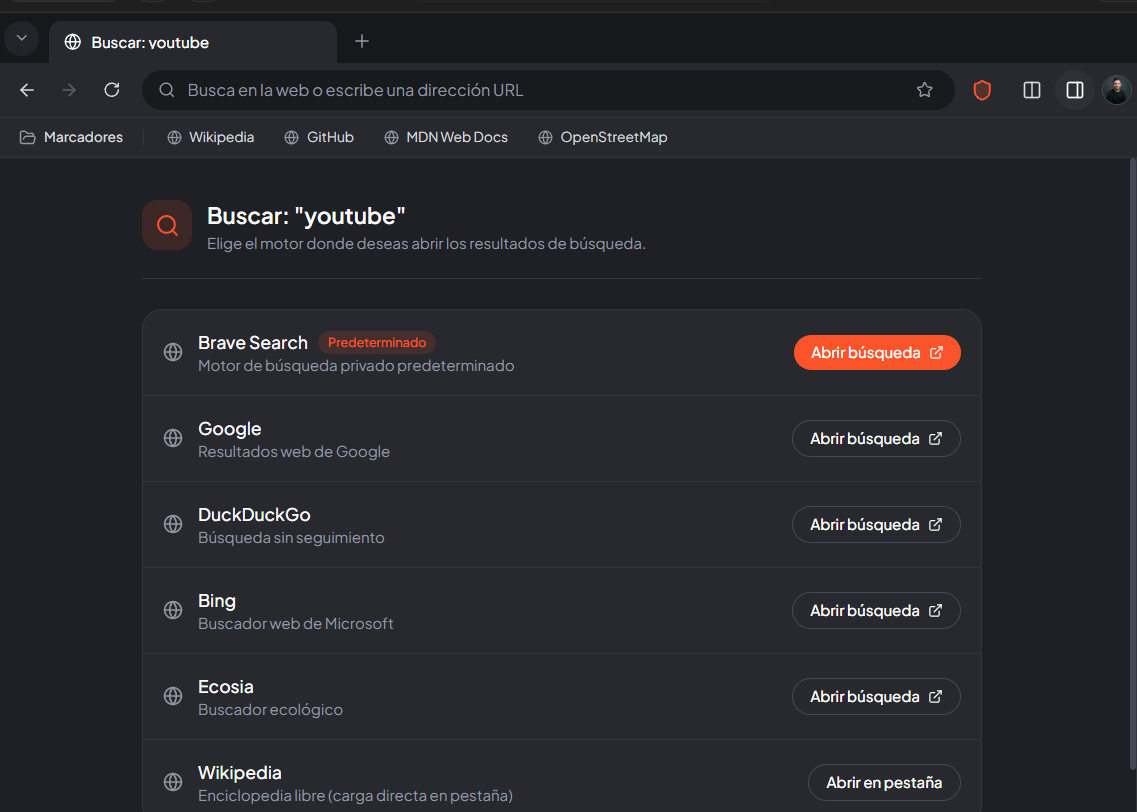 Buscar: youtube
Busca en la web o escribe una dirección URL
Marcadores
Wikipedia
GitHub
MDN Web Docs
OpenStreetMap
Buscar: "youtube"
Elige el motor donde deseas abrir los resultados de búsqueda.
Brave Search Predeterminado
Motor de búsqueda privado predeterminado
Abrir búsqueda
Google
Resultados web de Google
Abrir búsqueda
DuckDuckGo
Búsqueda sin seguimiento
Abrir búsqueda
Bing
Buscador web de Microsoft
Abrir búsqueda
Ecosia
Buscador ecológico
Abrir búsqueda
Wikipedia
Enciclopedia libre (carga directa en pestaña)
Abrir en pestaña